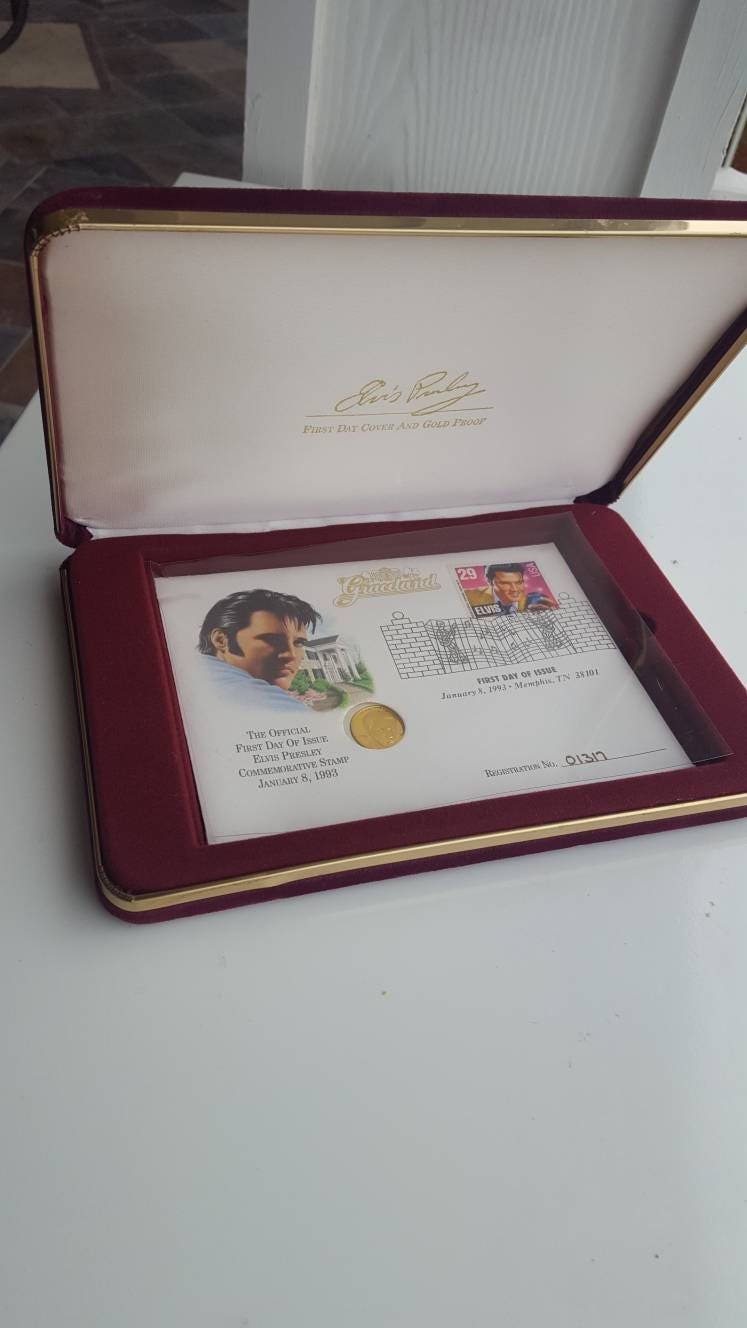 Elvis Presley
FIRST DAY COVER AND GOLD PROOF
Graceland
29
USA
ELVIS
FIRST DAY OF ISSUE
January 8, 1993 • Memphis, TN 38101
THE OFFICIAL
FIRST DAY OF ISSUE
ELVIS PRESLEY
COMMEMORATIVE STAMP
JANUARY 8, 1993
REGISTRATION NO. 01317